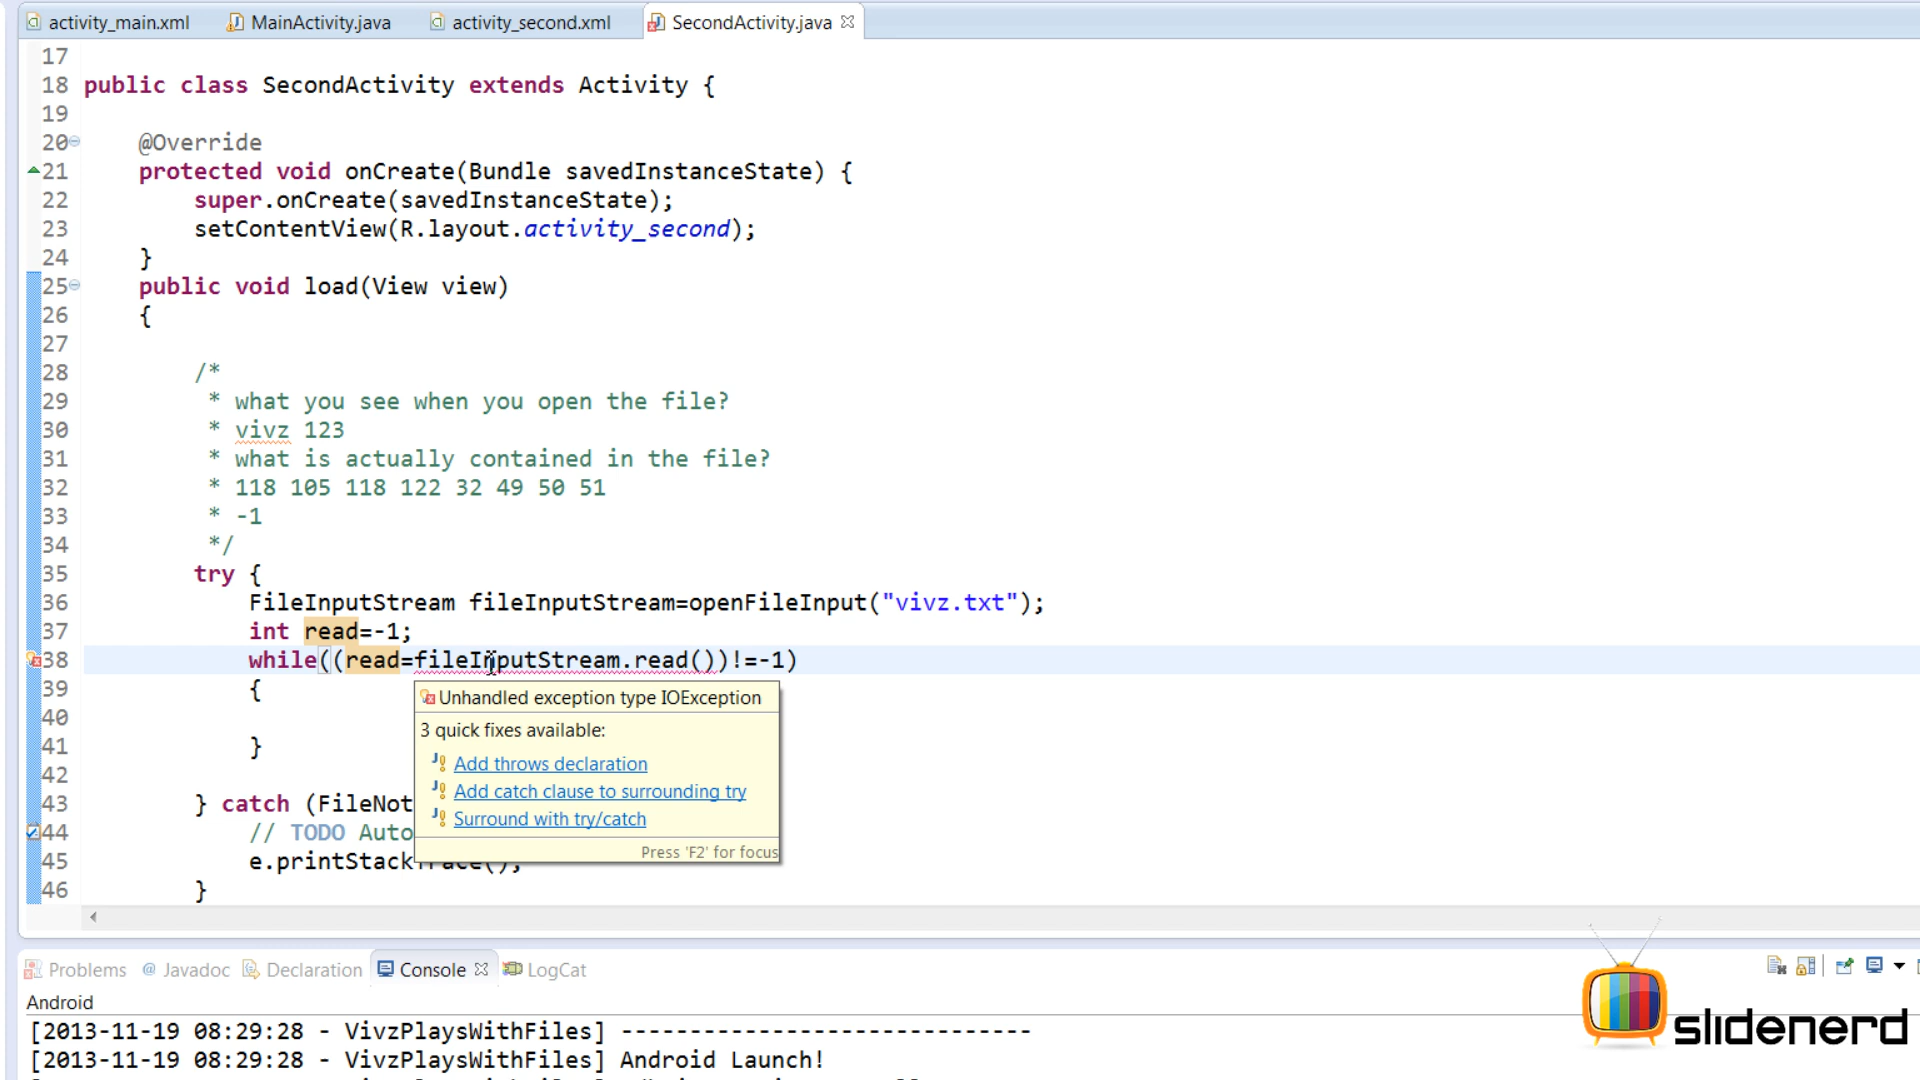 activity_main.xml MainActivity.java activity_second.xml SecondActivity.java
17
18 public class SecondActivity extends Activity {
19
20 @Override
21 protected void onCreate(Bundle savedInstanceState) {
22 super.onCreate(savedInstanceState);
23 setContentView(R.layout.activity_second);
24 }
25 public void load(View view)
26 {
27
28 /*
29 * what you see when you open the file?
30 * vivz 123
31 * what is actually contained in the file?
32 * 118 105 118 122 32 49 50 51
33 * -1
34 */
35 try {
36 FileInputStream fileInputStream=openFileInput("vivz.txt");
37 int read=-1;
38 while((read=fileInputStream.read())!=-1)
39 {
Unhandled exception type IOException
40
3 quick fixes available:
41 }
Add throws declaration
42
Add catch clause to surrounding try
43 } catch (FileNot
Surround with try/catch
44 // TODO Auto
Press 'F2' for focus
45 e.printStackTrace();
46 }
Problems @ Javadoc Declaration Console LogCat
Android
[2013-11-19 08:29:28 - VivzPlaysWithFiles] ------------------------------
[2013-11-19 08:29:28 - VivzPlaysWithFiles] Android Launch!
slidenerd